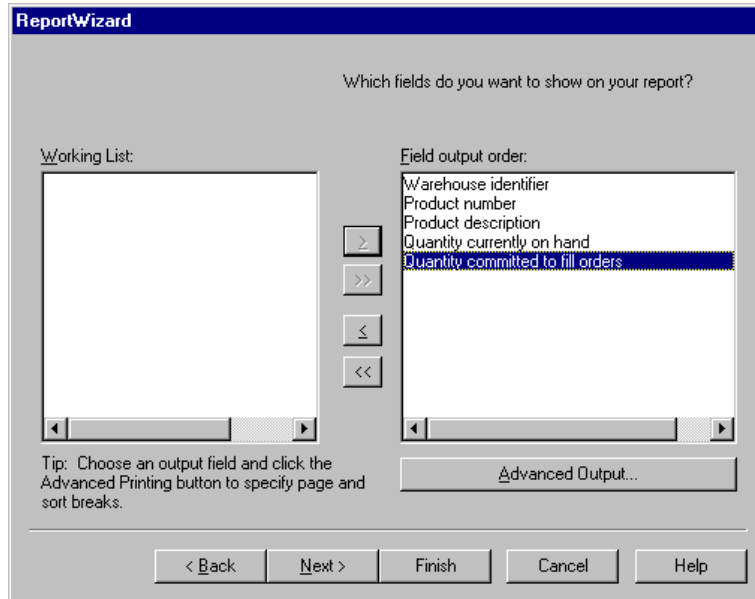 ReportWizard
Which fields do you want to show on your report?
Working List:
Field output order:
Warehouse identifier
Product number
Product description
Quantity currently on hand
Quantity committed to fill orders
>
>>
<
<<
Tip: Choose an output field and click the
Advanced Printing button to specify page and
sort breaks.
Advanced Output...
< Back
Next >
Finish
Cancel
Help